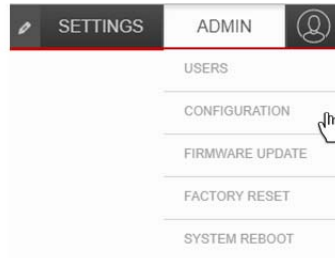 SETTINGS ADMIN
USERS
CONFIGURATION
FIRMWARE UPDATE
FACTORY RESET
SYSTEM REBOOT